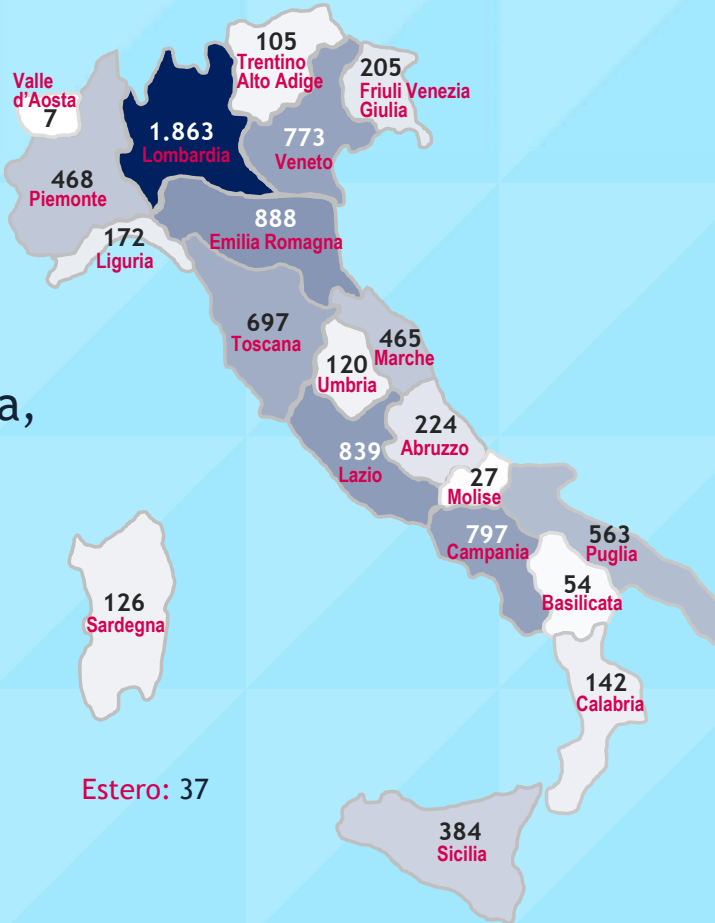 105
Trentino
Alto Adige
205
Friuli Venezia
Giulia
Valle
d'Aosta
7
1.863
Lombardia
773
Veneto
468
Piemonte
888
Emilia Romagna
172
Liguria
697
Toscana
465
Marche
120
Umbria
a,
224
Abruzzo
839
Lazio
27
Molise
797
Campania
563
Puglia
54
Basilicata
126
Sardegna
142
Calabria
Estero: 37
384
Sicilia